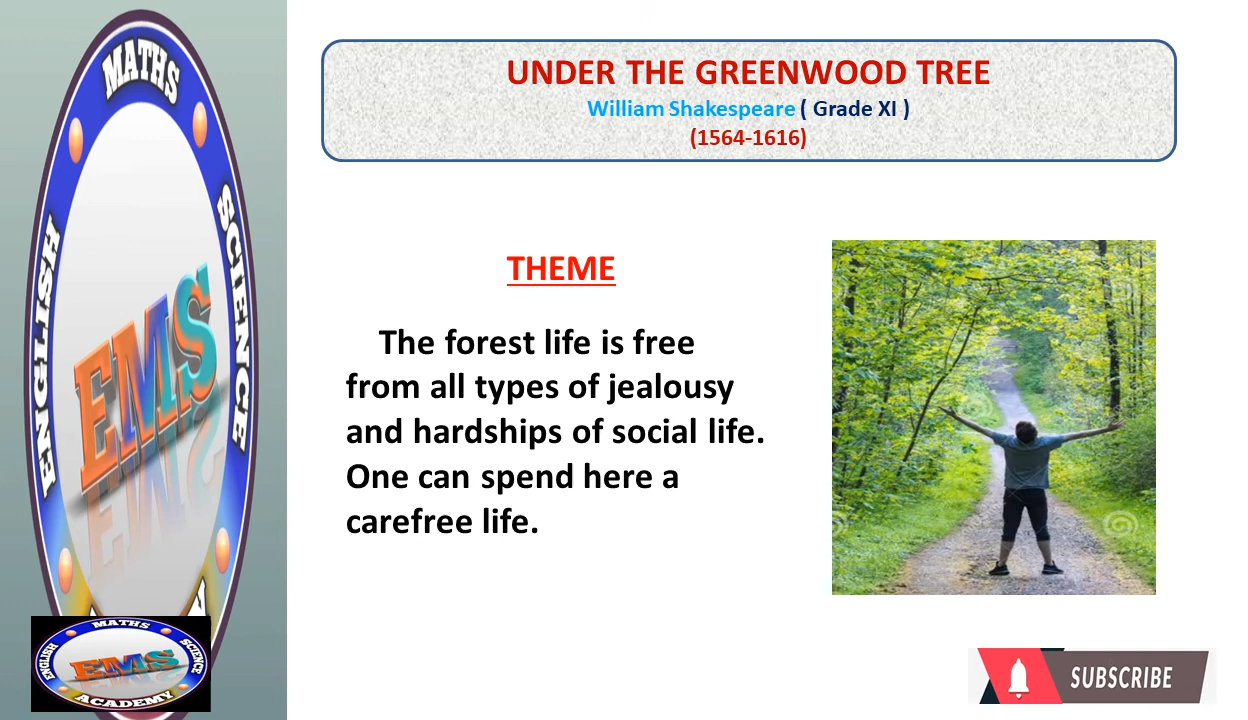 UNDER THE GREENWOOD TREE
William Shakespeare ( Grade XI )
(1564-1616)
THEME
The forest life is free
from all types of jealousy
and hardships of social life.
One can spend here a
carefree life.
MATHS
SCIENCE
ENGLISH
EMS
MATHS
ENGLISH
SCIENCE
EMS
ACADEMY
SUBSCRIBE